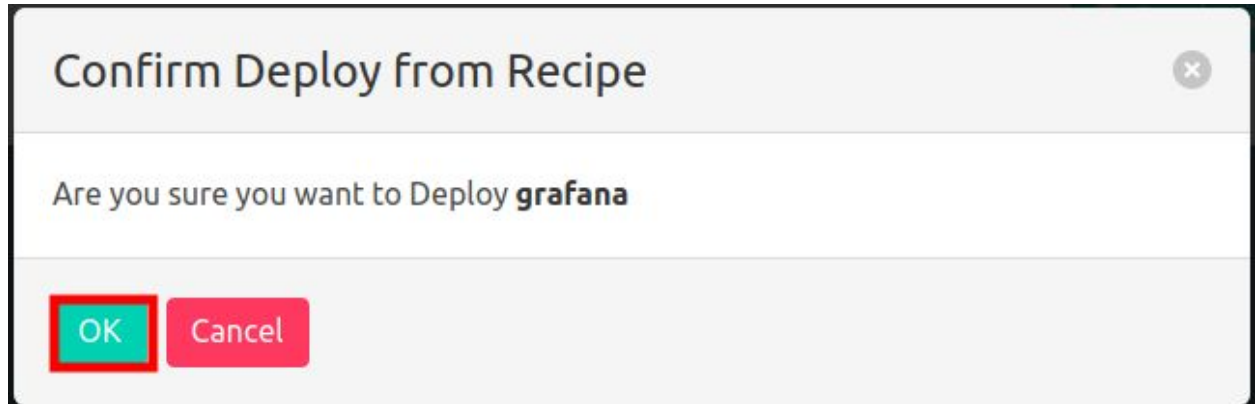 Confirm Deploy from Recipe
Are you sure you want to Deploy grafana
OK Cancel